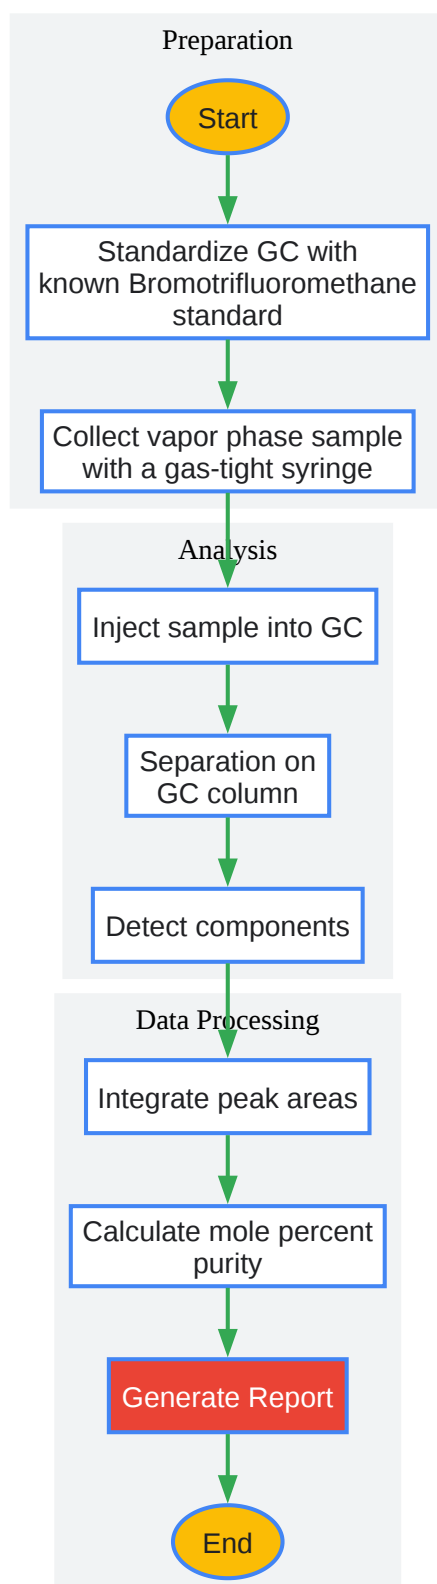 Preparation
Start
Standardize GC with
known Bromotrifluoromethane
standard
Collect vapor phase sample
with a gas-tight syringe
Analysis
Inject sample into GC
Separation on
GC column
Detect components
Data Processing
Integrate peak areas
Calculate mole percent
purity
Generate Report
End